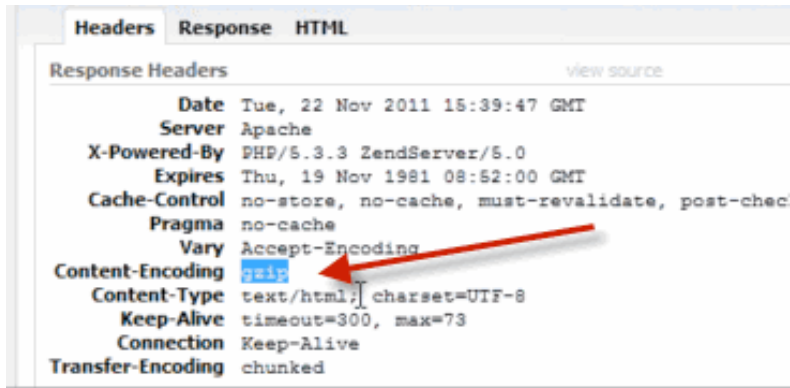 Headers Response HTML
Response Headers view source
Date Tue, 22 Nov 2011 15:39:47 GMT
Server Apache
X-Powered-By PHP/5.3.3 ZendServer/5.0
Expires Thu, 19 Nov 1981 08:52:00 GMT
Cache-Control no-store, no-cache, must-revalidate, post-chec
Pragma no-cache
Vary Accept-Encoding
Content-Encoding gzip
Content-Type text/html; charset=UTF-8
Keep-Alive timeout=300, max=73
Connection Keep-Alive
Transfer-Encoding chunked